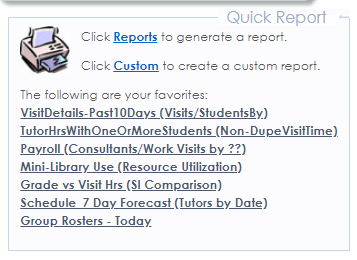 Quick Report
Click Reports to generate a report.
Click Custom to create a custom report.
The following are your favorites:
VisitDetails-Past10Days (Visits/StudentsBy)
TutorHrsWithOneOrMoreStudents (Non-DupeVisitTime)
Payroll (Consultants/Work Visits by ??)
Mini-Library Use (Resource Utilization)
Grade vs Visit Hrs (SI Comparison)
Schedule 7 Day Forecast (Tutors by Date)
Group Rosters - Today